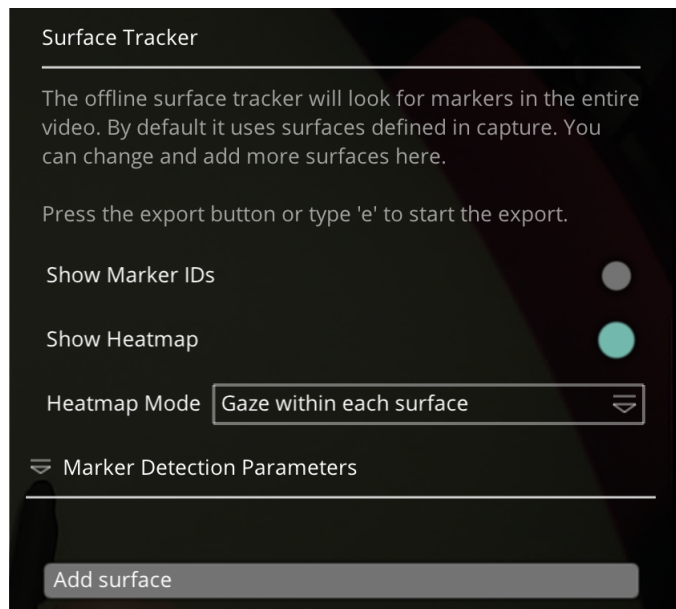 Surface Tracker
The offline surface tracker will look for markers in the entire
video. By default it uses surfaces defined in capture. You
can change and add more surfaces here.
Press the export button or type 'e' to start the export.
Show Marker IDs
Show Heatmap
Heatmap Mode Gaze within each surface
Marker Detection Parameters
Add surface